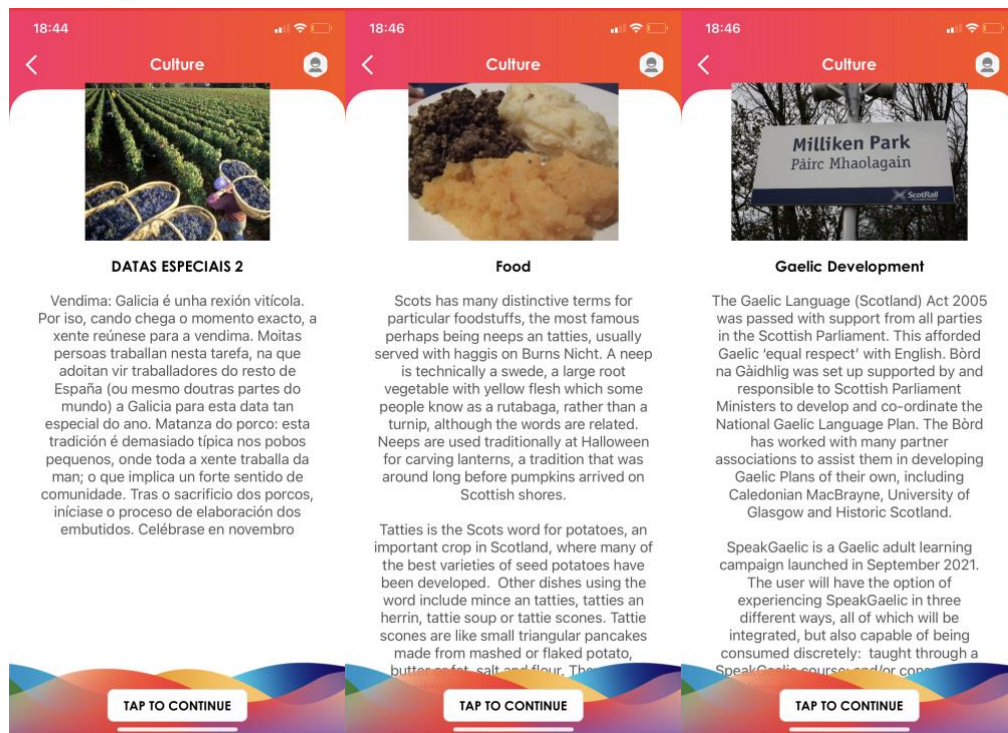 18:44
Culture
DATAS ESPECIAIS 2
Vendima: Galicia é unha rexión vitícola.
Por iso, cando chega o momento exacto, a
xente reúnese para a vendima. Moitas
persoas traballan nesta tarefa, na que
adoitan vir traballadores do resto de
España (ou mesmo doutras partes do
mundo) a Galicia para esta data tan
especial do ano. Matanza do porco: esta
tradición é demasiado típica nos pobos
pequenos, onde toda a xente traballa da
man; o que implica un forte sentido de
comunidade. Tras o sacrificio dos porcos,
iníciase o proceso de elaboración dos
embutidos. Celébrase en novembro
TAP TO CONTINUE
18:46
Culture
Food
Scots has many distinctive terms for
particular foodstuffs, the most famous
perhaps being neeps an tatties, usually
served with haggis on Burns Nicht. A neep
is technically a swede, a large root
vegetable with yellow flesh which some
people know as a rutabaga, rather than a
turnip, although the words are related.
Neeps are used traditionally at Halloween
for carving lanterns, a tradition that was
around long before pumpkins arrived on
Scottish shores.
Tatties is the Scots word for potatoes, an
important crop in Scotland, where many of
the best varieties of seed potatoes have
been developed. Other dishes using the
word include mince an tatties, tatties an
herrin, tattie soup or tattie scones. Tattie
scones are like small triangular pancakes
made from mashed or flaked potato,
butter or fat, salt and flour.
TAP TO CONTINUE
18:46
Culture
Milliken Park
Pàirc Mhaolagain
ScotRail
Gaelic Development
The Gaelic Language (Scotland) Act 2005
was passed with support from all parties
in the Scottish Parliament. This afforded
Gaelic ‘equal respect’ with English. Bòrd
na Gàidhlig was set up supported by and
responsible to Scottish Parliament
Ministers to develop and co-ordinate the
National Gaelic Language Plan. The Bòrd
has worked with many partner
associations to assist them in developing
Gaelic Plans of their own, including
Caledonian MacBrayne, University of
Glasgow and Historic Scotland.
SpeakGaelic is a Gaelic adult learning
campaign launched in September 2021.
The user will have the option of
experiencing SpeakGaelic in three
different ways, all of which will be
integrated, but also capable of being
consumed discretely: taught through a
SpeakGaelic course; and/or
TAP TO CONTINUE